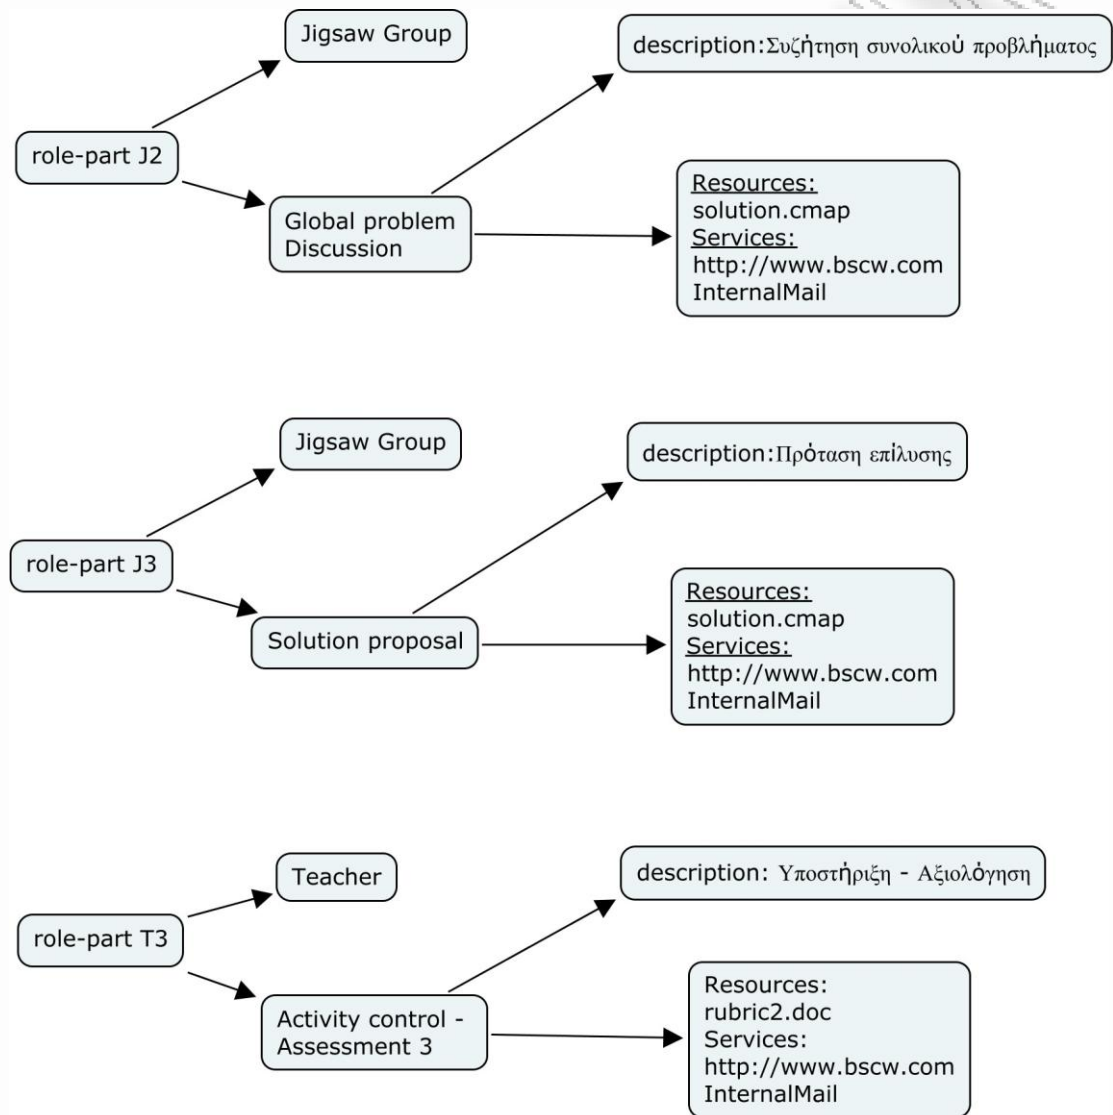 Jigsaw Group
description:Συζήτηση συνολικού προβλήματος
role-part J2
Global problem
Discussion
Resources:
solution.cmap
Services:
http://www.bscw.com
InternalMail
Jigsaw Group
description:Πρόταση επίλυσης
role-part J3
Solution proposal
Resources:
solution.cmap
Services:
http://www.bscw.com
InternalMail
Teacher
description: Υποστήριξη - Αξιολόγηση
role-part T3
Activity control -
Assessment 3
Resources:
rubric2.doc
Services:
http://www.bscw.com
InternalMail